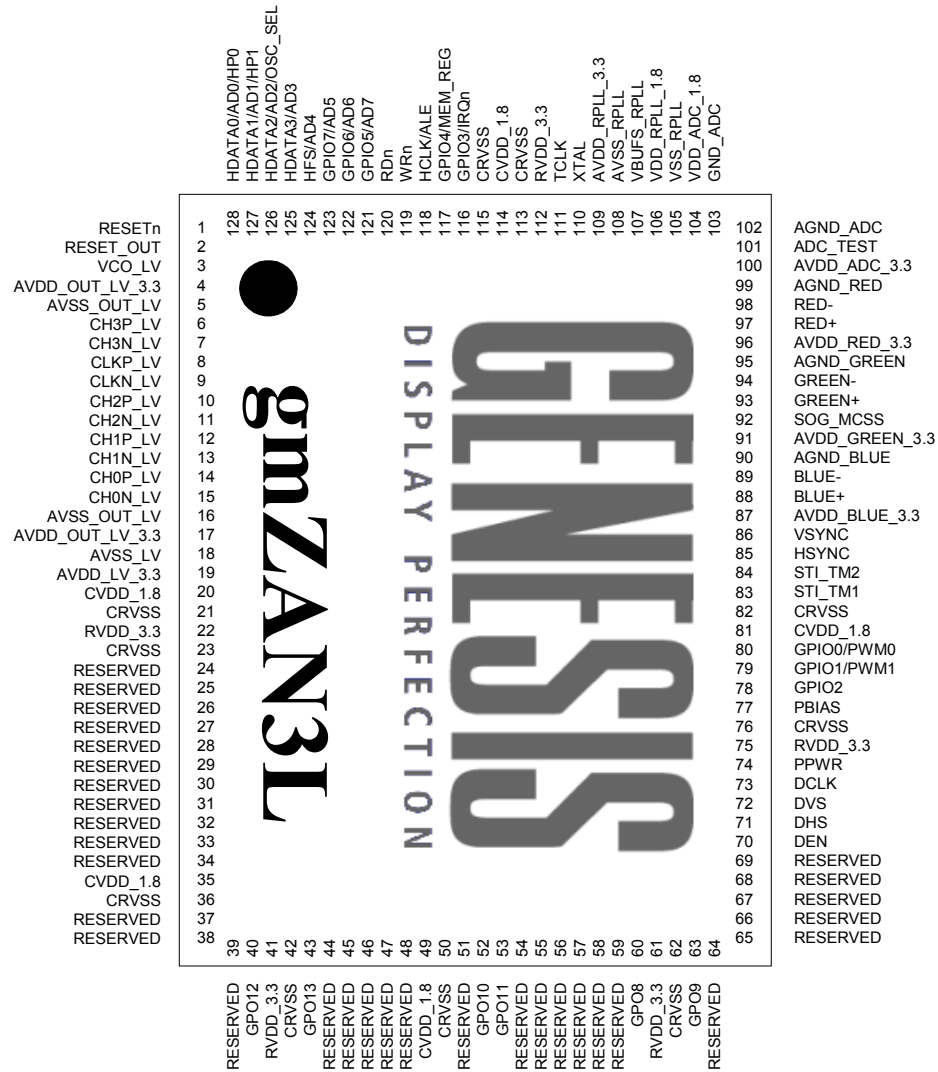 HDATA0/AD0/HP0
HDATA1/AD1/HP1
HDATA2/AD2/OSC_SEL
HDATA3/AD3
HFS/AD4
GPIO7/AD5
GPIO6/AD6
GPIO5/AD7
RDn
WRn
HCLK/ALE
GPIO4/MEM_REG
GPIO3/IRQn
CRVSS
CVDD_1.8
CRVSS
RVDD_3.3
TCLK
XTAL
AVDD_RPLL_3.3
AVSS_RPLL
VBUFS_RPLL
VDD_RPLL_1.8
VSS_RPLL
VDD_ADC_1.8
GND_ADC
128
127
126
125
124
123
122
121
120
119
118
117
116
115
114
113
112
111
110
109
108
107
106
105
104
103
RESETn 1
RESET_OUT 2
VCO_LV 3
AVDD_OUT_LV_3.3 4
AVSS_OUT_LV 5
CH3P_LV 6
CH3N_LV 7
CLKP_LV 8
CLKN_LV 9
CH2P_LV 10
CH2N_LV 11
CH1P_LV 12
CH1N_LV 13
CH0P_LV 14
CH0N_LV 15
AVSS_OUT_LV 16
AVDD_OUT_LV_3.3 17
AVSS_LV 18
AVDD_LV_3.3 19
CVDD_1.8 20
CRVSS 21
RVDD_3.3 22
CRVSS 23
RESERVED 24
RESERVED 25
RESERVED 26
RESERVED 27
RESERVED 28
RESERVED 29
RESERVED 30
RESERVED 31
RESERVED 32
RESERVED 33
RESERVED 34
CVDD_1.8 35
CRVSS 36
RESERVED 37
RESERVED 38
gmZAN3L
DISPLAY PERFECTION
GENESIS
102 AGND_ADC
101 ADC_TEST
100 AVDD_ADC_3.3
99 AGND_RED
98 RED-
97 RED+
96 AVDD_RED_3.3
95 AGND_GREEN
94 GREEN-
93 GREEN+
92 SOG_MCSS
91 AVDD_GREEN_3.3
90 AGND_BLUE
89 BLUE-
88 BLUE+
87 AVDD_BLUE_3.3
86 VSYNC
85 HSYNC
84 STI_TM2
83 STI_TM1
82 CRVSS
81 CVDD_1.8
80 GPIO0/PWM0
79 GPIO1/PWM1
78 GPIO2
77 PBIAS
76 CRVSS
75 RVDD_3.3
74 PPWR
73 DCLK
72 DVS
71 DHS
70 DEN
69 RESERVED
68 RESERVED
67 RESERVED
66 RESERVED
65 RESERVED
39
40
41
42
43
44
45
46
47
48
49
50
51
52
53
54
55
56
57
58
59
60
61
62
63
64
RESERVED
GPO12
RVDD_3.3
CRVSS
GPO13
RESERVED
RESERVED
RESERVED
RESERVED
RESERVED
CVDD_1.8
CRVSS
RESERVED
GPO10
GPO11
RESERVED
RESERVED
RESERVED
RESERVED
RESERVED
RESERVED
GPO8
RVDD_3.3
CRVSS
GPO9
RESERVED